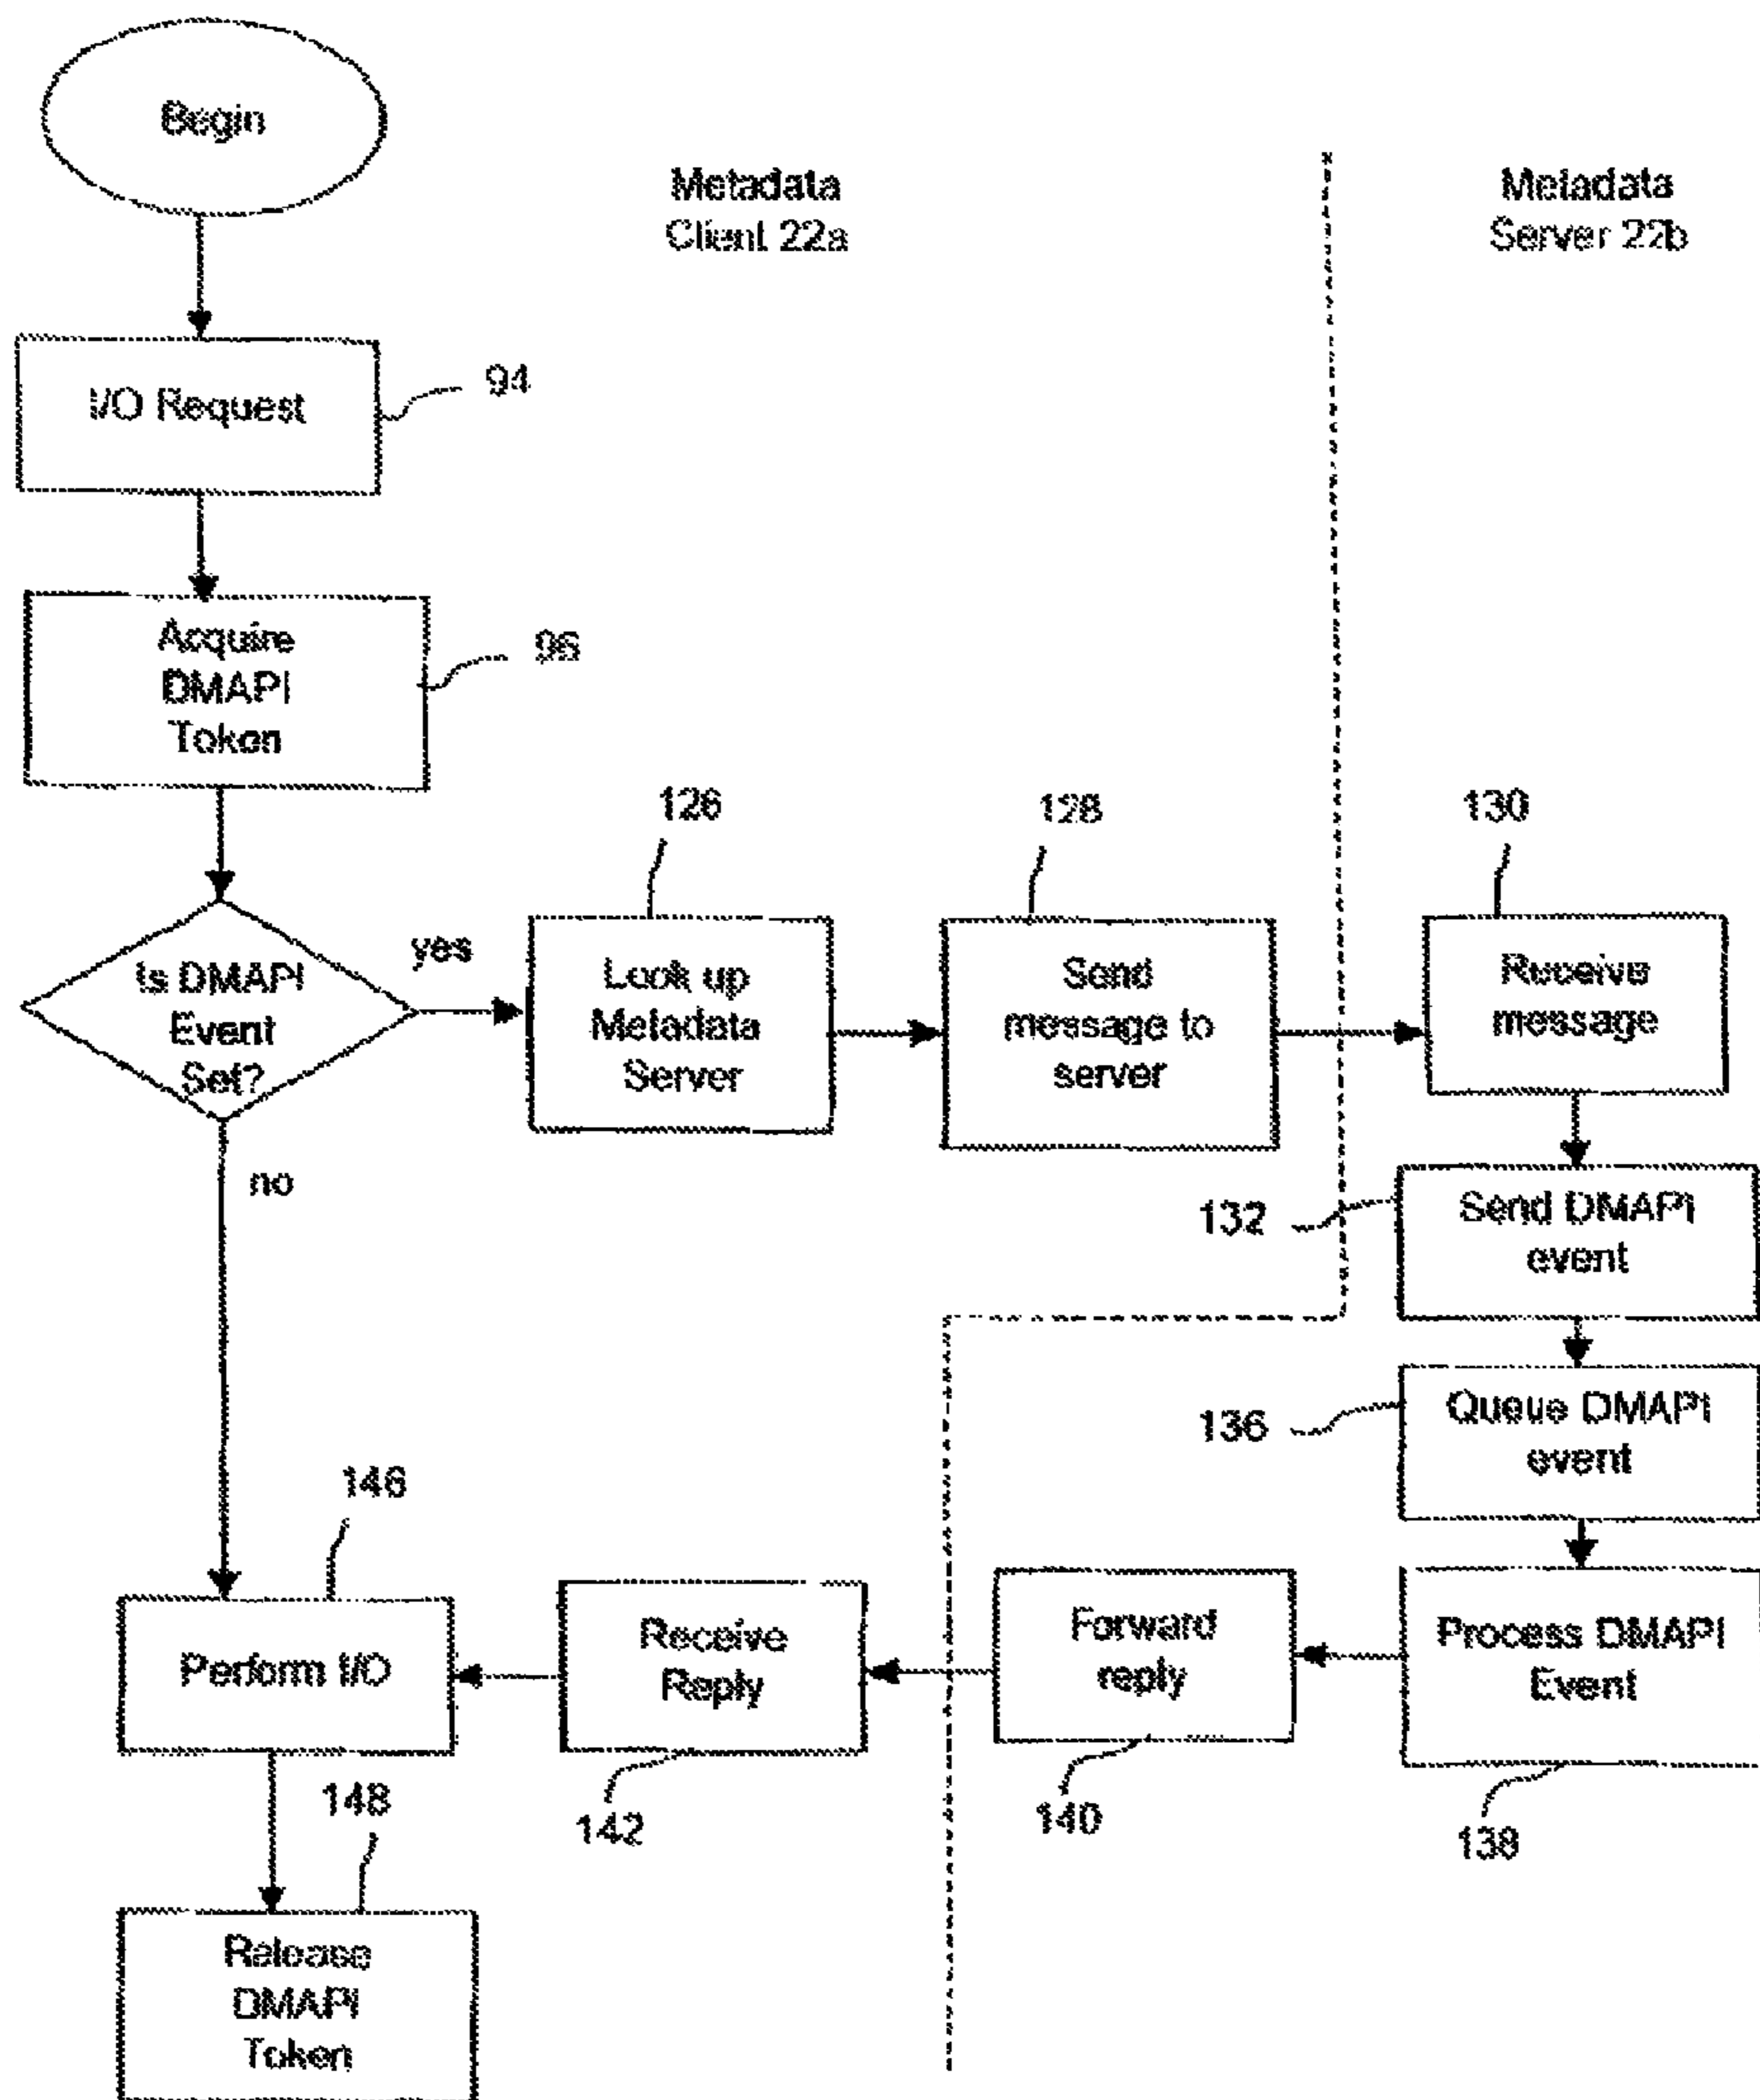 Begin
Metadata
Client 22a
Metadata
Server 22b
I/O Request
94
Acquire
DMAPI
Token
96
126
128
130
Is DMAPI
Event
Set?
yes
no
Look up
Metadata
Server
Send
message to
server
Receive
message
132
Send DMAPI
event
136
Queue DMAPI
event
146
Perform I/O
Receive
Reply
Forward
reply
Process DMAPI
Event
148
142
140
138
Release
DMAPI
Token